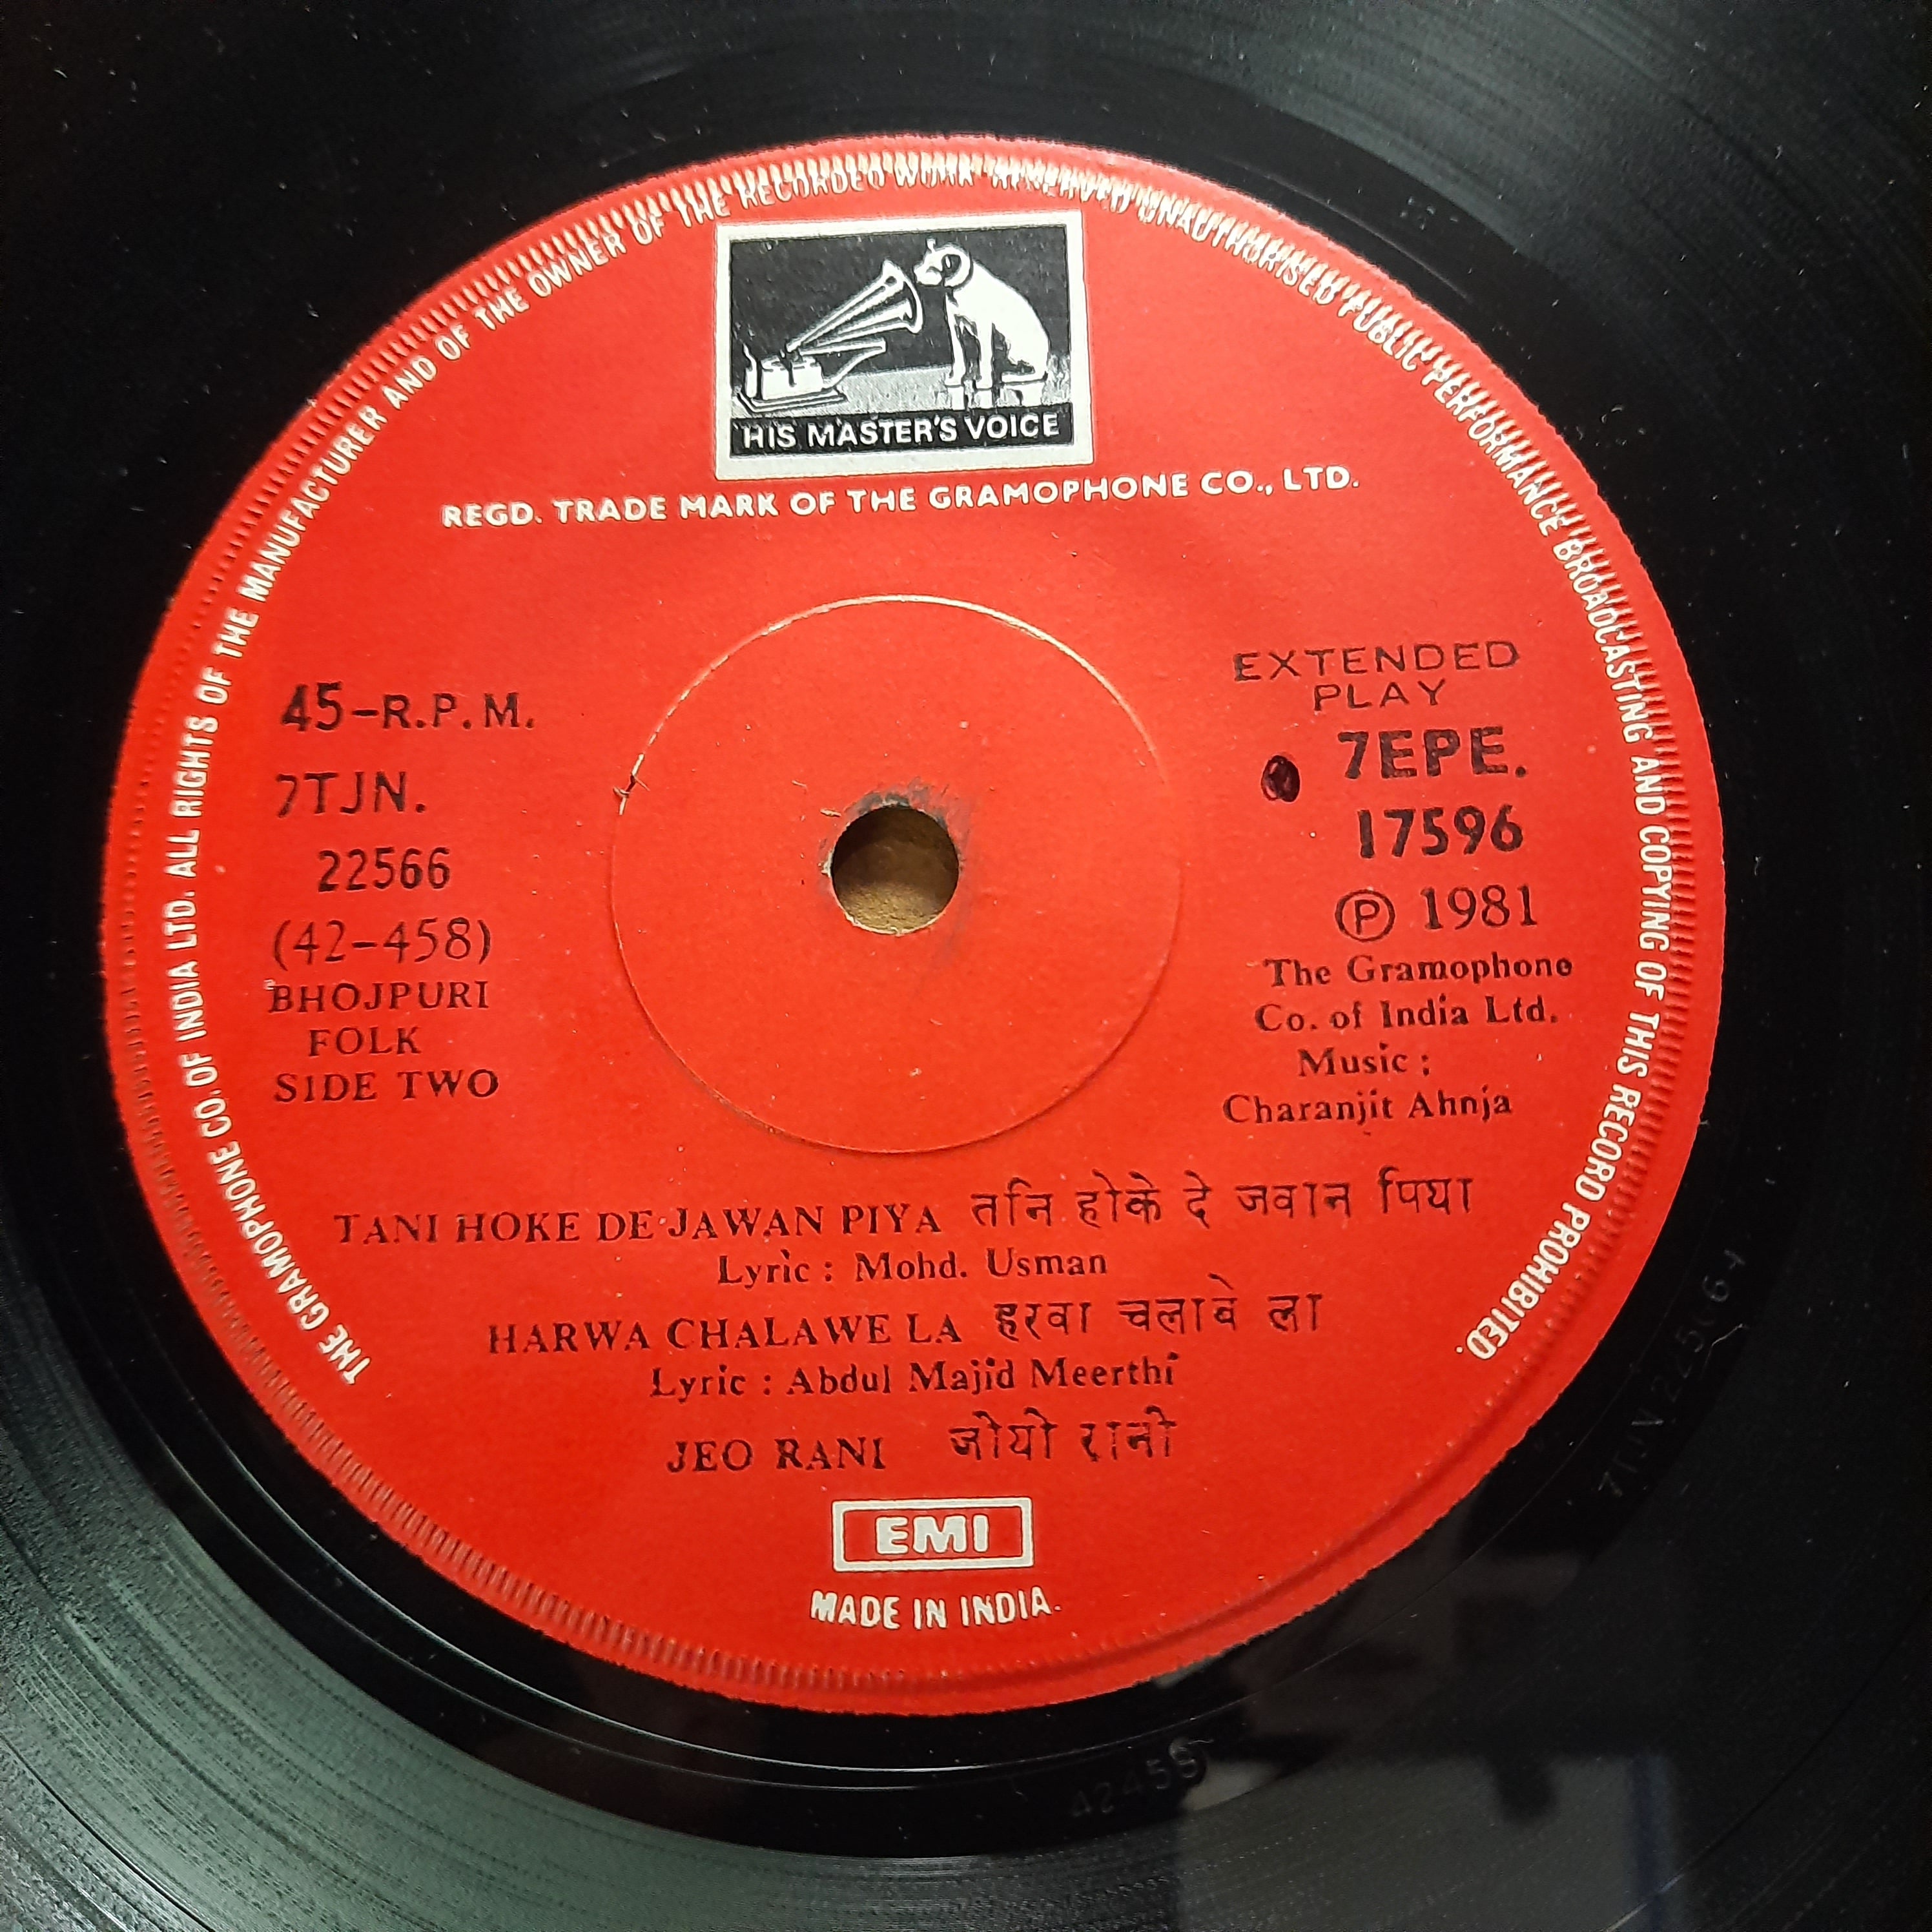 THE GRAMOPHONE CO. OF INDIA LTD. ALL RIGHTS OF THE MANUFACTURER AND OF THE OWNER OF THE RECORDED WORK RESERVED UNAUTHORISED PUBLIC PERFORMANCE BROADCASTING AND COPYING OF THIS RECORD PROHIBITED.
HIS MASTER'S VOICE
REGD. TRADE MARK OF THE GRAMOPHONE CO., LTD.
45-R.P.M.
7TJN.
22566
(42-458)
BHOJPURI
FOLK
SIDE TWO
EXTENDED
PLAY
7EPE.
17596
Ⓟ 1981
The Gramophone
Co. of India Ltd.
Music :
Charanjit Ahnja
TANI HOKE DE JAWAN PIYA तनि होके दे जवान पिया
Lyric : Mohd. Usman
HARWA CHALAWE LA हरवा चलावे ला
Lyric : Abdul Majid Meerthi
JEO RANI जीयो रानी
EMI
MADE IN INDIA.